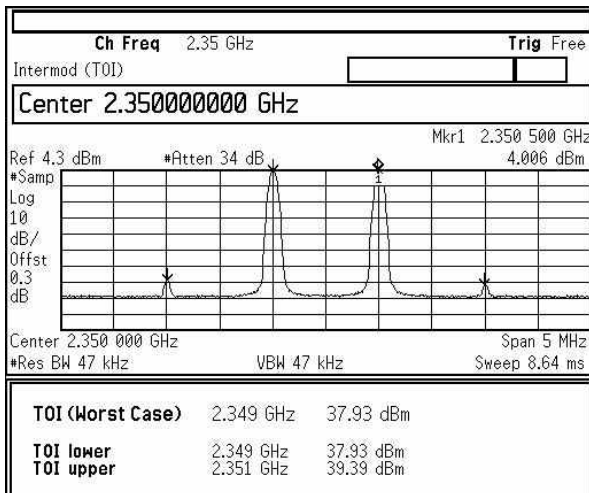 Ch Freq 2.35 GHz Trig Free
Intermod (TOI)
Center 2.350000000 GHz
Mkr1 2.350 500 GHz
Ref 4.3 dBm #Atten 34 dB 4.006 dBm
#Samp
Log
10
dB/
Offst
0.3
dB
1
Center 2.350 000 GHz Span 5 MHz
#Res BW 47 kHz VBW 47 kHz Sweep 8.64 ms
TOI (Worst Case) 2.349 GHz 37.93 dBm
TOI lower 2.349 GHz 37.93 dBm
TOI upper 2.351 GHz 39.39 dBm